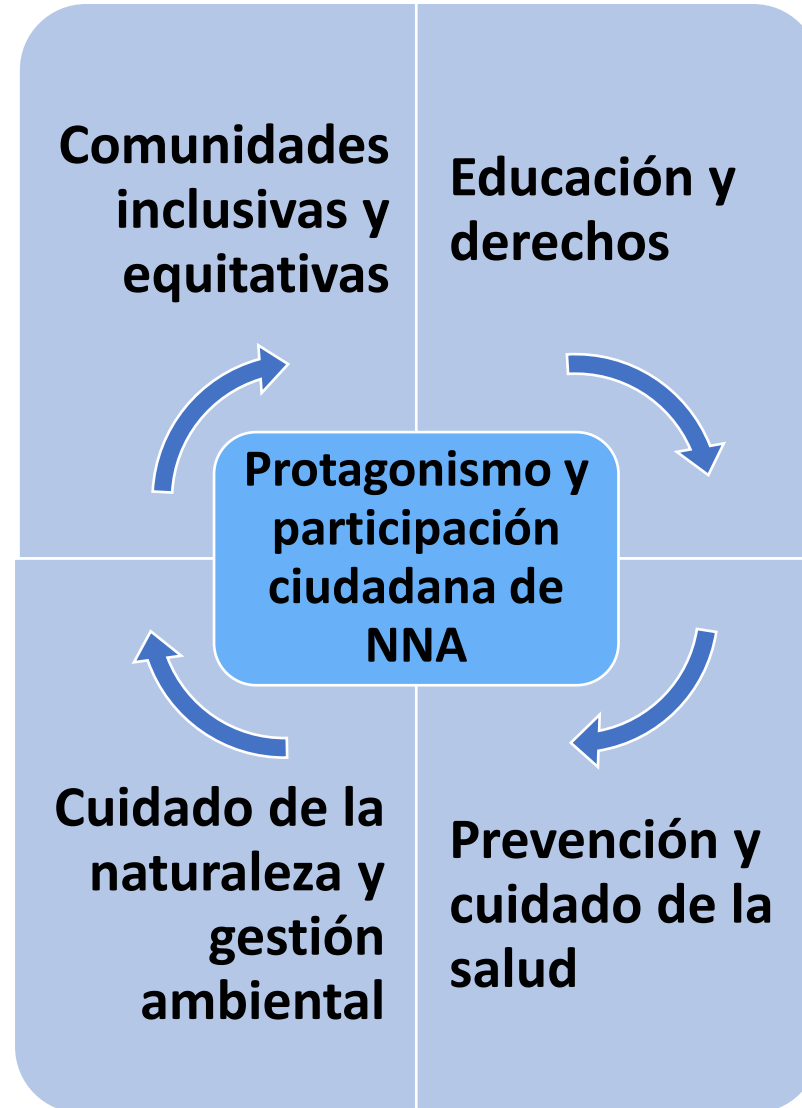 Comunidades
inclusivas y
equitativas
Educación y
derechos
Protagonismo y
participación
ciudadana de
NNA
Cuidado de la
naturaleza y
gestión
ambiental
Prevención y
cuidado de la
salud